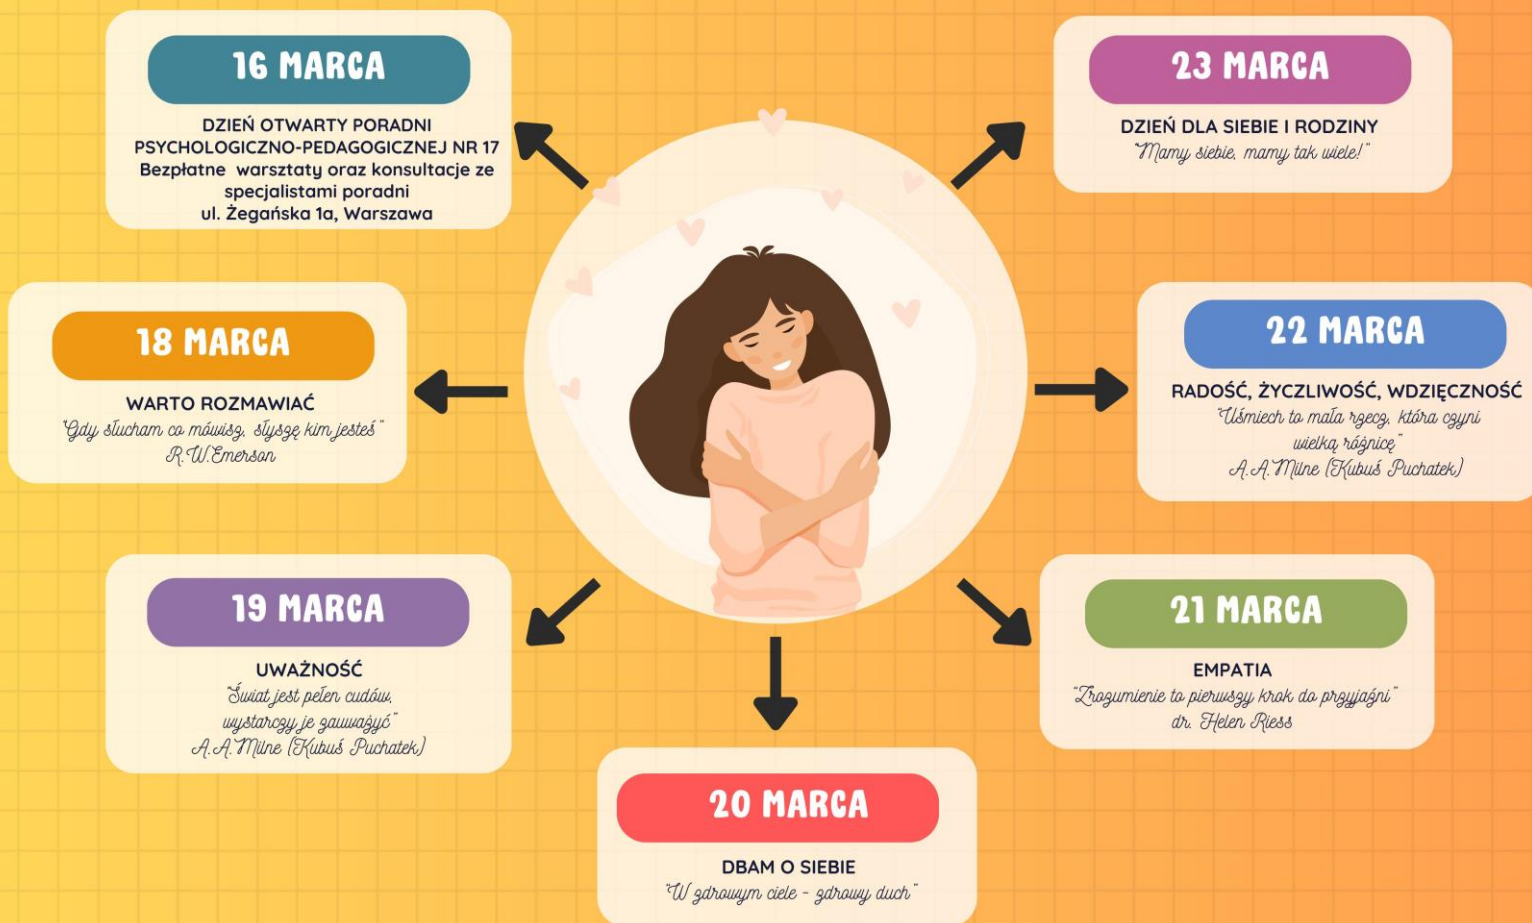 16 MARCA
DZIEŃ OTWARTY PORADNI
PSYCHOLOGICZNO-PEDAGOGICZNEJ NR 17
Bezpłatne warsztaty oraz konsultacje ze
specjalistami poradni
ul. Żegańska 1a, Warszawa
18 MARCA
WARTO ROZMAWIAĆ
"Gdy słucham co mówisz, słyszę kim jesteś"
R.W.Emerson
19 MARCA
UWAŻNOŚĆ
"Świat jest pełen cudów,
wystarczy je zauważyć"
A.A.Milne (Kubuś Puchatek)
20 MARCA
DBAM O SIEBIE
"W zdrowym ciele - zdrowy duch"
21 MARCA
EMPATIA
"Zrozumienie to pierwszy krok do przyjaźni"
dr. Helen Riess
22 MARCA
RADOŚĆ, ŻYCZLIWOŚĆ, WDZIĘCZNOŚĆ
"Uśmiech to mała rzecz, która czyni
wielką różnicę"
A.A.Milne (Kubuś Puchatek)
23 MARCA
DZIEŃ DLA SIEBIE I RODZINY
"Mamy siebie, mamy tak wiele!"